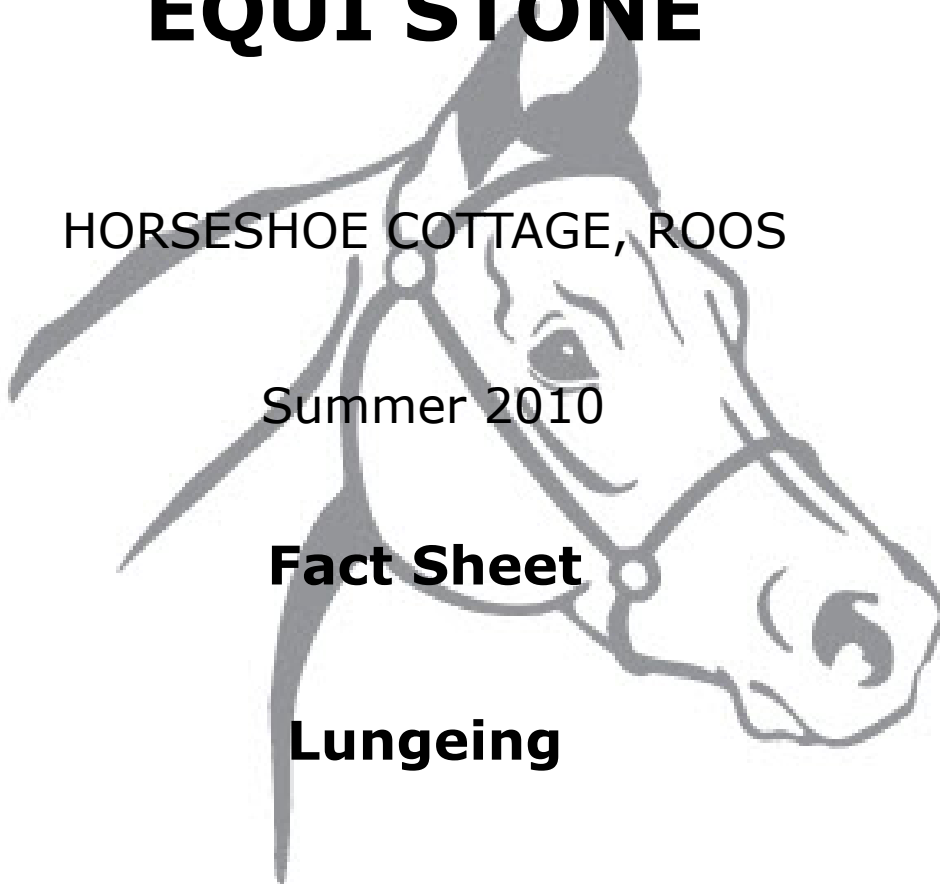 EQUI STONE
HORSESHOE COTTAGE, ROOS
Summer 2010
Fact Sheet
Lungeing